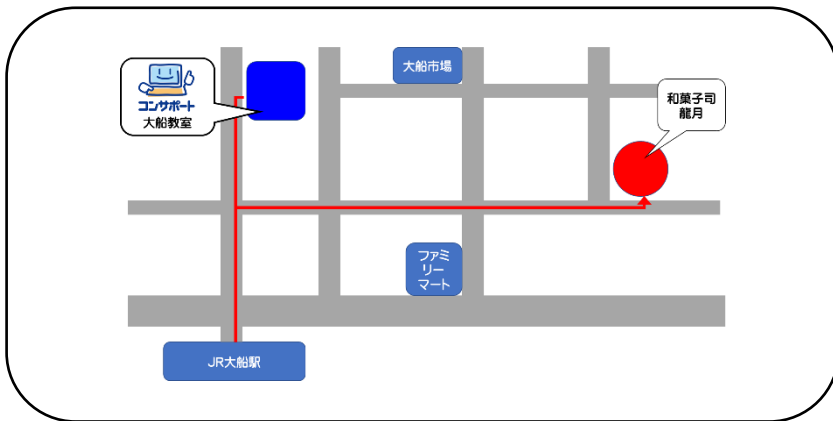 大船市場
コンサポート
大船教室
和菓子司
龍月
ファミ
リー
マート
JR大船駅